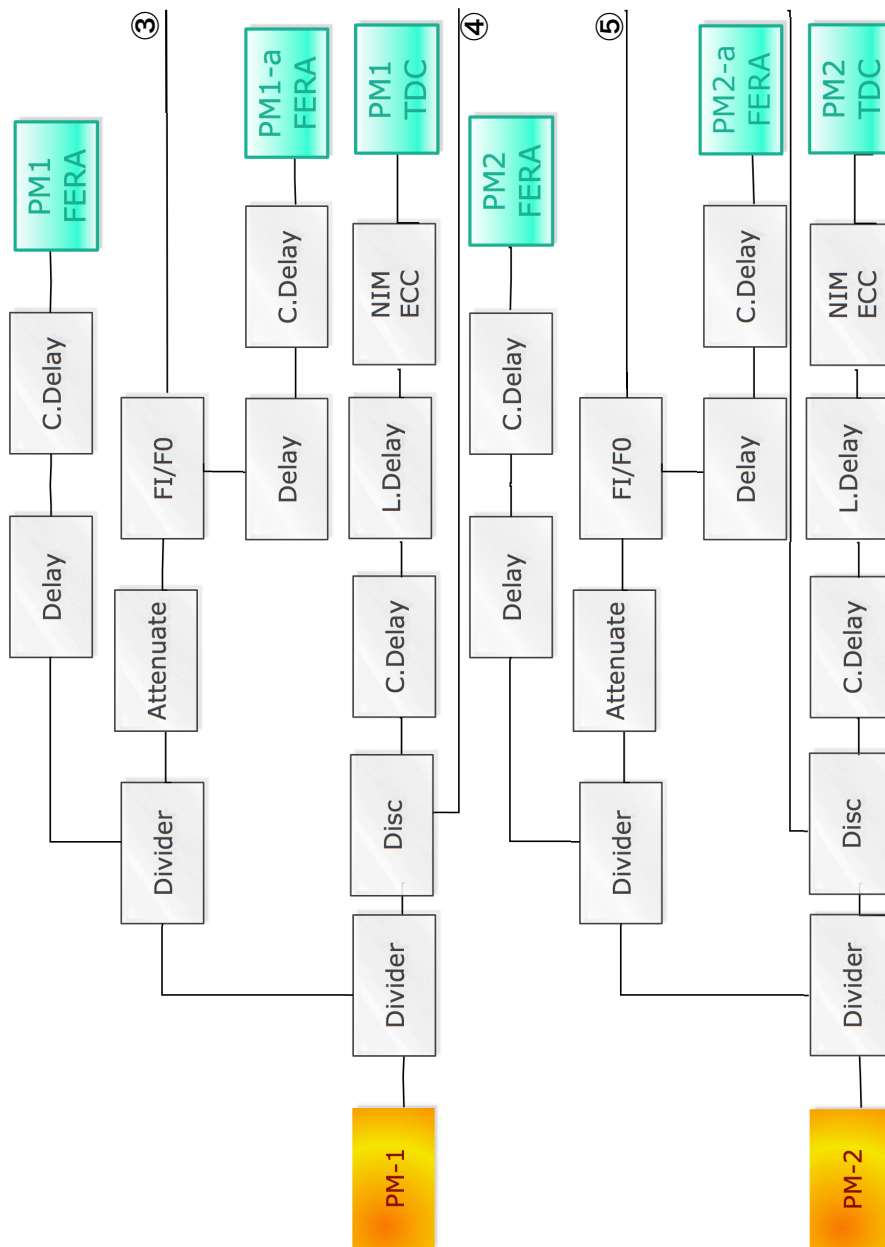 Delay
C.Delay
PM1
FERA
Divider
Attenuate
FI/F0
③
Delay
C.Delay
PM1-a
FERA
PM-1
Divider
Disc
C.Delay
L.Delay
NIM
ECC
PM1
TDC
④
Delay
C.Delay
PM2
FERA
Divider
Attenuate
FI/F0
⑤
Delay
C.Delay
PM2-a
FERA
PM-2
Divider
Disc
C.Delay
L.Delay
NIM
ECC
PM2
TDC